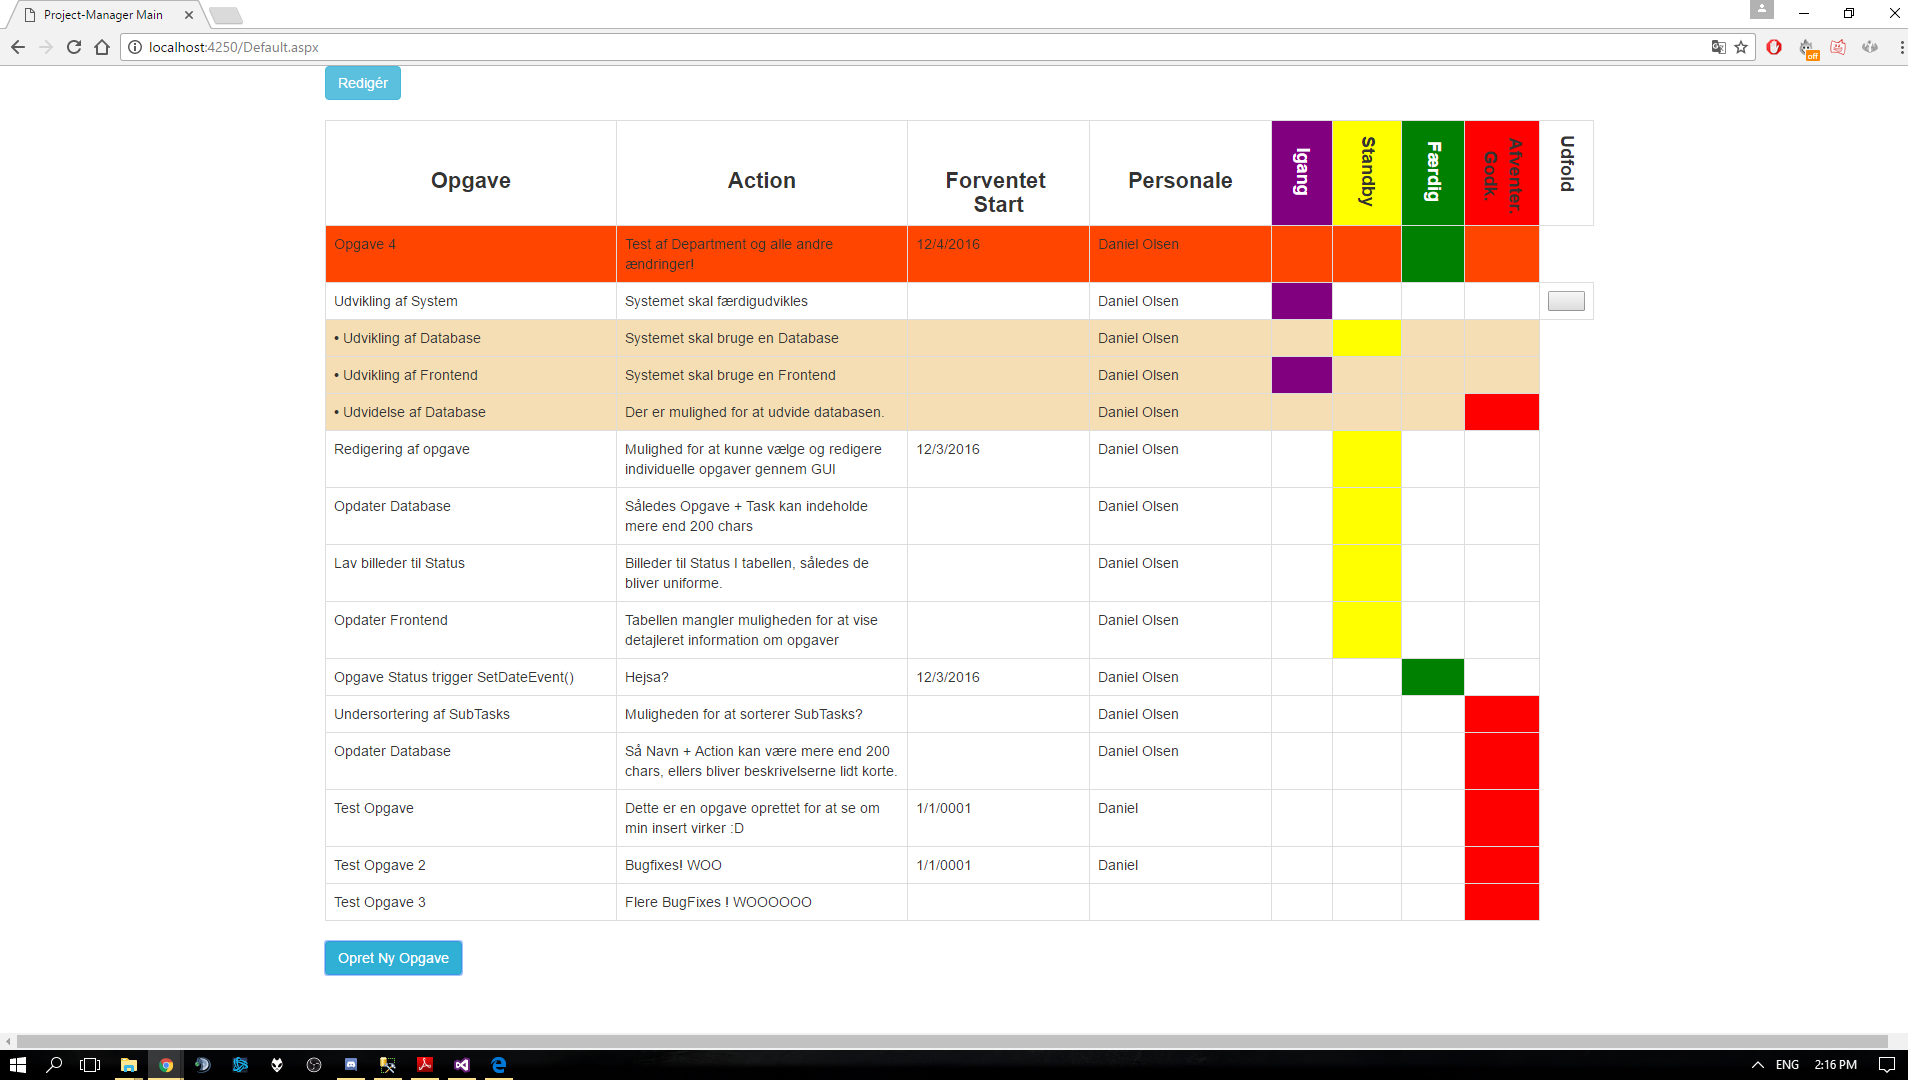 Project-Manager Main
localhost:4250/Default.aspx
off
Redigér
Opgave Action Forventet Start Personale Igang Standby Færdig Afventer. Godk. Udfold
Opgave 4 Test af Department og alle andre ændringer! 12/4/2016 Daniel Olsen
Udvikling af System Systemet skal færdigudvikles Daniel Olsen
• Udvikling af Database Systemet skal bruge en Database Daniel Olsen
• Udvikling af Frontend Systemet skal bruge en Frontend Daniel Olsen
• Udvidelse af Database Der er mulighed for at udvide databasen. Daniel Olsen
Redigering af opgave Mulighed for at kunne vælge og redigere individuelle opgaver gennem GUI 12/3/2016 Daniel Olsen
Opdater Database Således Opgave + Task kan indeholde mere end 200 chars Daniel Olsen
Lav billeder til Status Billeder til Status I tabellen, således de bliver uniforme. Daniel Olsen
Opdater Frontend Tabellen mangler muligheden for at vise detajleret information om opgaver Daniel Olsen
Opgave Status trigger SetDateEvent() Hejsa? 12/3/2016 Daniel Olsen
Undersortering af SubTasks Muligheden for at sorterer SubTasks? Daniel Olsen
Opdater Database Så Navn + Action kan være mere end 200 chars, ellers bliver beskrivelserne lidt korte. Daniel Olsen
Test Opgave Dette er en opgave oprettet for at se om min insert virker :D 1/1/0001 Daniel
Test Opgave 2 Bugfixes! WOO 1/1/0001 Daniel
Test Opgave 3 Flere BugFixes ! WOOOOOO
Opret Ny Opgave
ENG 2:16 PM